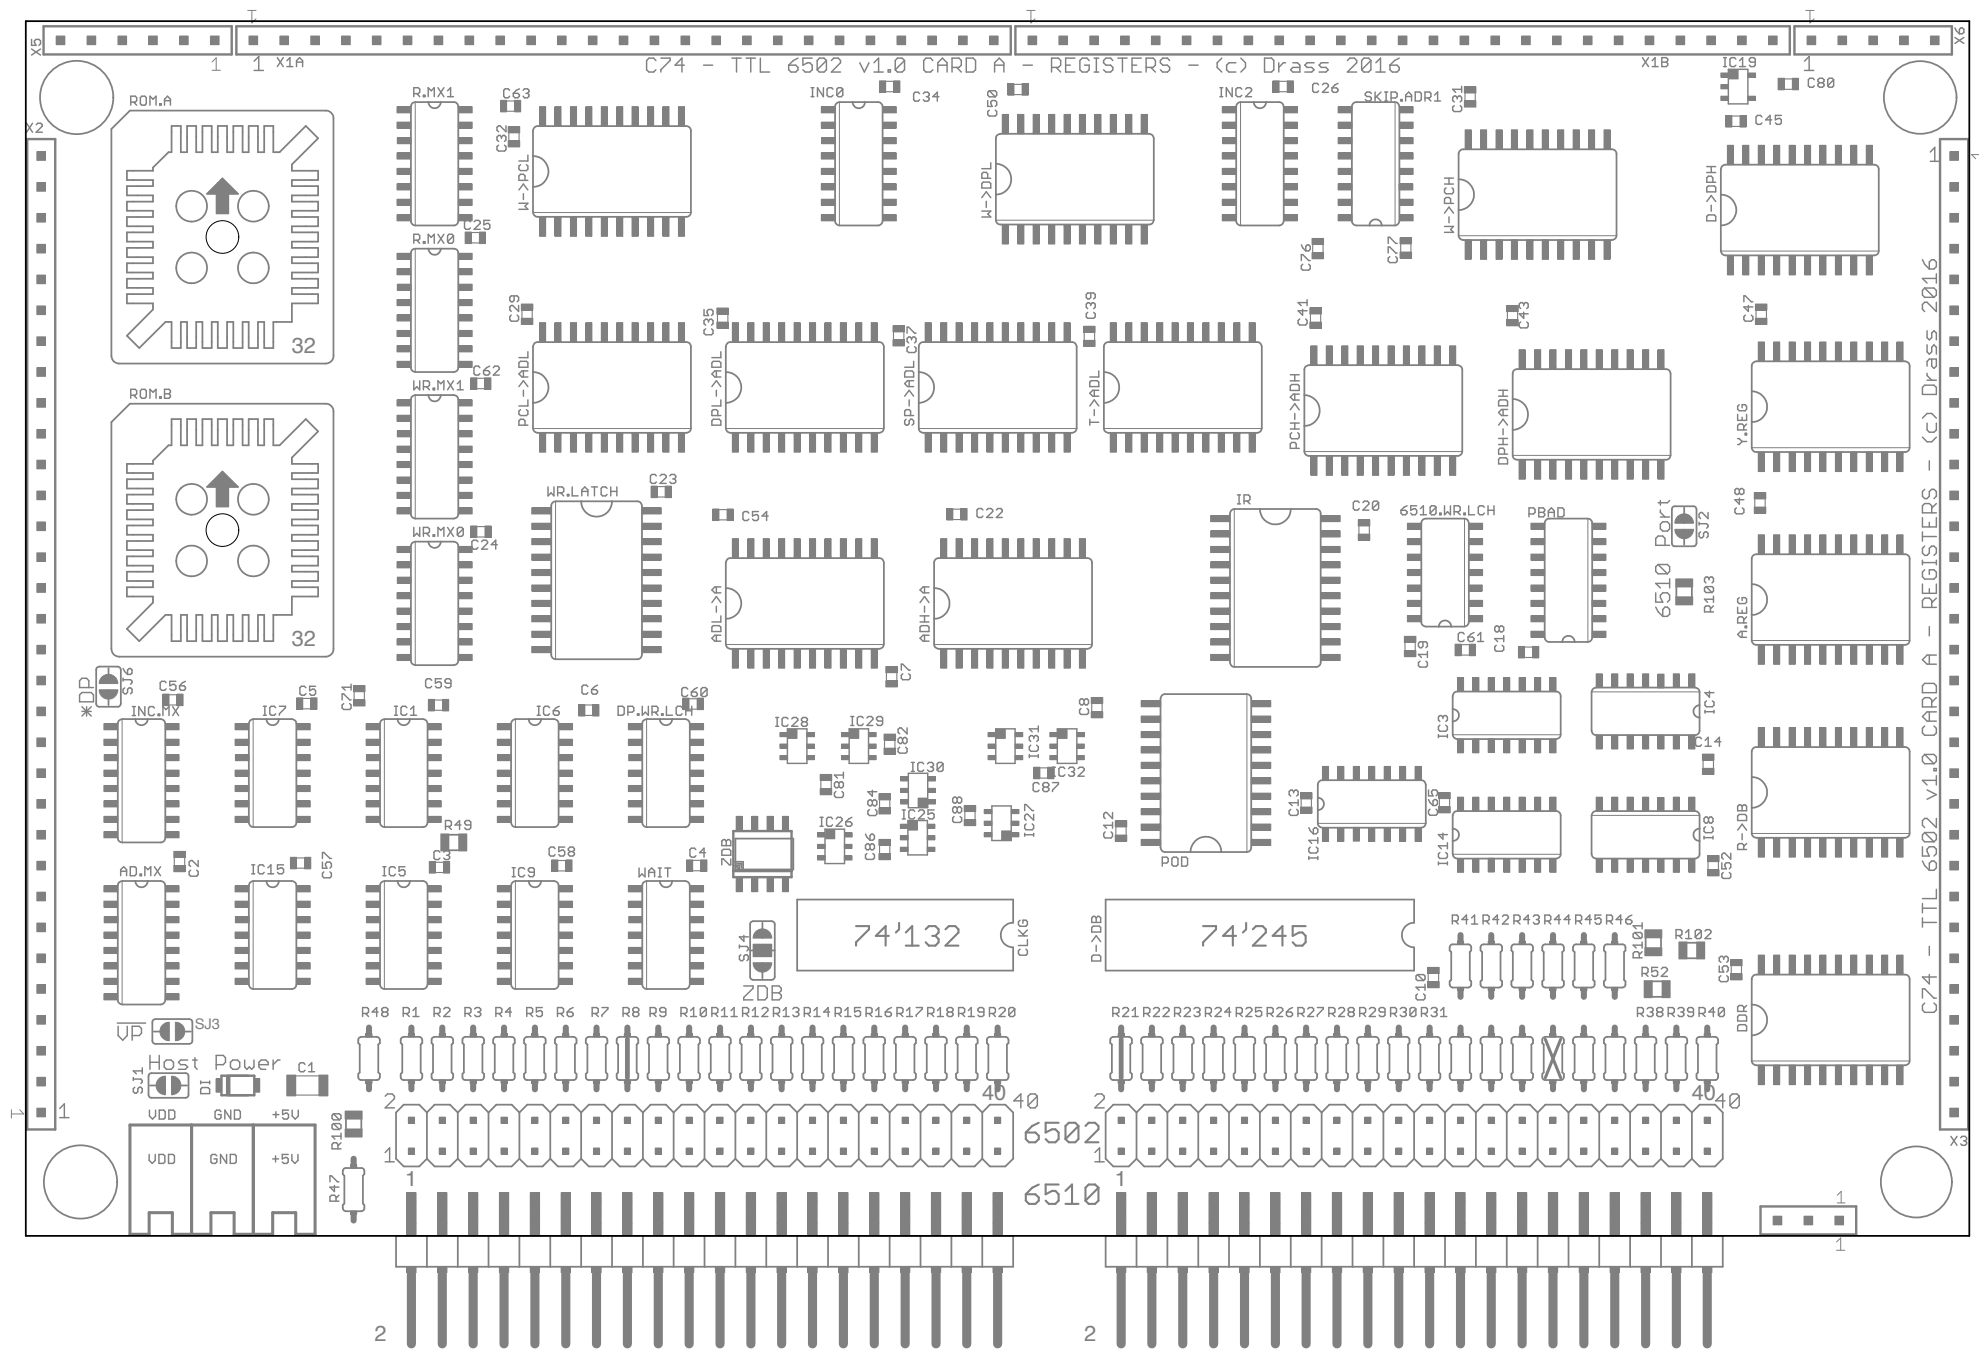 1 1 1
X5 1 1 X1A C74 - TTL 6502 v1.0 CARD A - REGISTERS - (c) Drass 2016 X1B IC19 1 X6
ROM.A R.MX1 C63 INC0 C34 C50 INC2 C26 SKIP.ADR1 C31 C80
X2 C32 C45
W->PCL W->DPL W->PCH D->DPH 1 1
R.MX0 C25 C76 C77
32 C29 C35 C37 C39 C41 C43 C47
WR.MX1 C62
ROM.B PCL->ADL DPL->ADL SP->ADL T->ADL PCH->ADH DPH->ADH Y.REG
WR.LATCH C23 IR C20 6510.WR.LCH PBAD C48
WR.MX0 C24 C54 C22 6510 Port SJ2
32 ADL->A ADH->A R103 A.REG
C19 C61 C18
*DP SJ6 C56 C5 C71 C59 C6 C60 C7 C8
INC.MX IC7 IC1 IC6 DP.WR.LCH IC28 IC29 C82 IC31 IC32 IC3 IC4
C14
C81 IC30 C84 C87 C88 C13 C65
R49 IC26 IC25 IC27 C12 IC16 IC14 IC8 R->DB
AD.MX C2 IC15 C57 IC5 C3 IC9 C58 WAIT C4 ZDB C86 POD C52
SJ4 74'132 CLKG D->DB 74'245 R41 R42 R43 R44 R45 R46 R101 R102
ZDB C10 R52 C53
VP SJ3 R48 R1 R2 R3 R4 R5 R6 R7 R8 R9 R10 R11 R12 R13 R14 R15 R16 R17 R18 R19 R20 R21 R22 R23 R24 R25 R26 R27 R28 R29 R30 R31 R38 R39 R40 DDR
Host Power
SJ1 DI C1
1 1 VDD GND +5V R100 2 40 40 2 40 40
VDD GND +5V 1 6502 1 X3
R47 1 6510 1 1
1
2 2
C74 - TTL 6502 v1.0 CARD A - REGISTERS - (c) Drass 2016